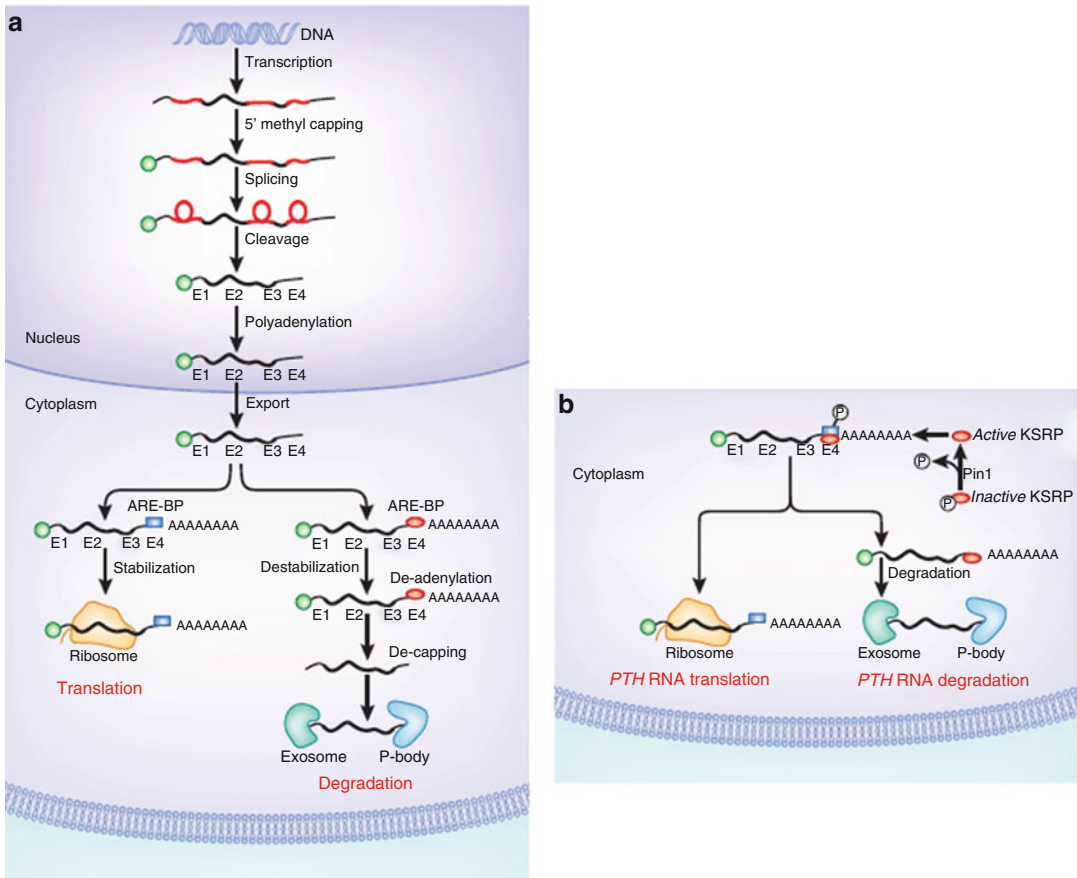 a
DNA
Transcription
5' methyl capping
Splicing
Cleavage
E1 E2 E3 E4
Polyadenylation
Nucleus
E1 E2 E3 E4
Cytoplasm
Export
E1 E2 E3 E4
ARE-BP
AAAAAAAA
E1 E2 E3 E4
Stabilization
AAAAAAAA
Ribosome
Translation
ARE-BP
AAAAAAAA
E1 E2 E3 E4
Destabilization
De-adenylation
AAAAAAAA
E1 E2 E3 E4
De-capping
Exosome P-body
Degradation
b
P
AAAAAAAA
Active KSRP
E1 E2 E3 E4
P
Pin1
Cytoplasm
P
Inactive KSRP
AAAAAAAA
Degradation
AAAAAAAA
Ribosome
Exosome P-body
PTH RNA translation
PTH RNA degradation